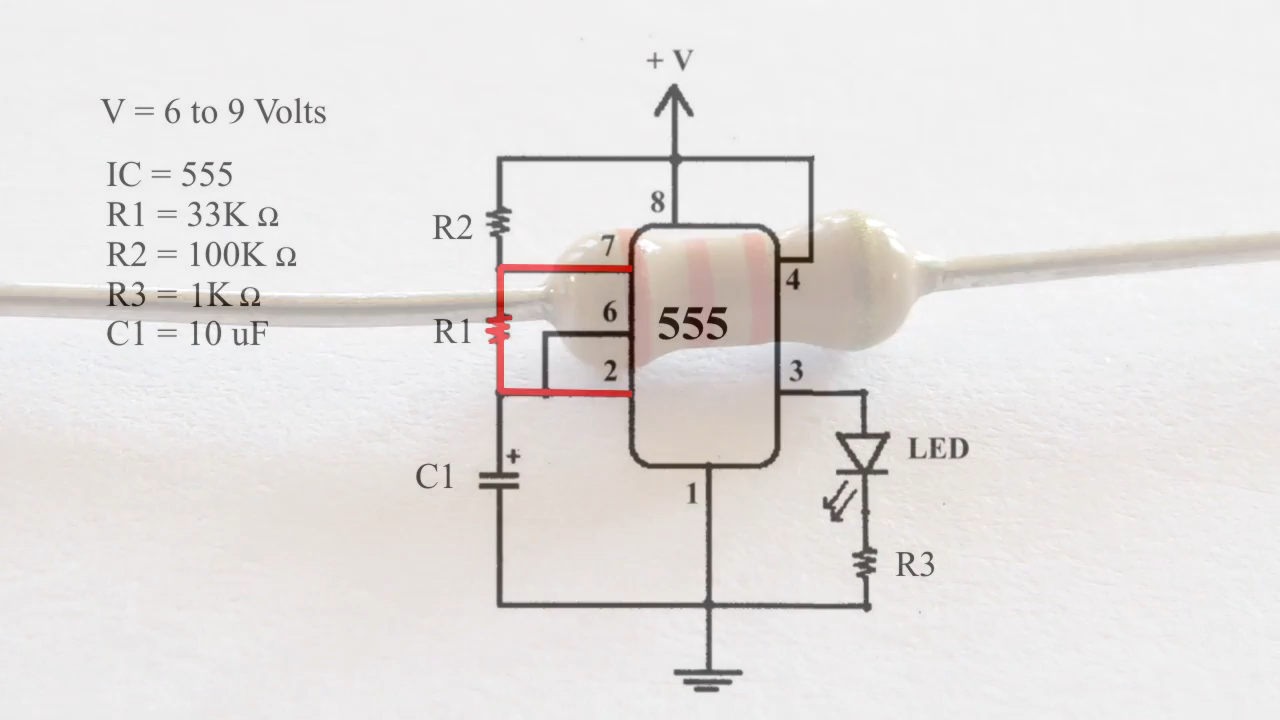 + V
V = 6 to 9 Volts
IC = 555
R1 = 33K Ω
R2 = 100K Ω
R3 = 1K Ω
C1 = 10 uF
8
R2
7
4
6
555
R1
2
3
+
LED
C1
1
R3